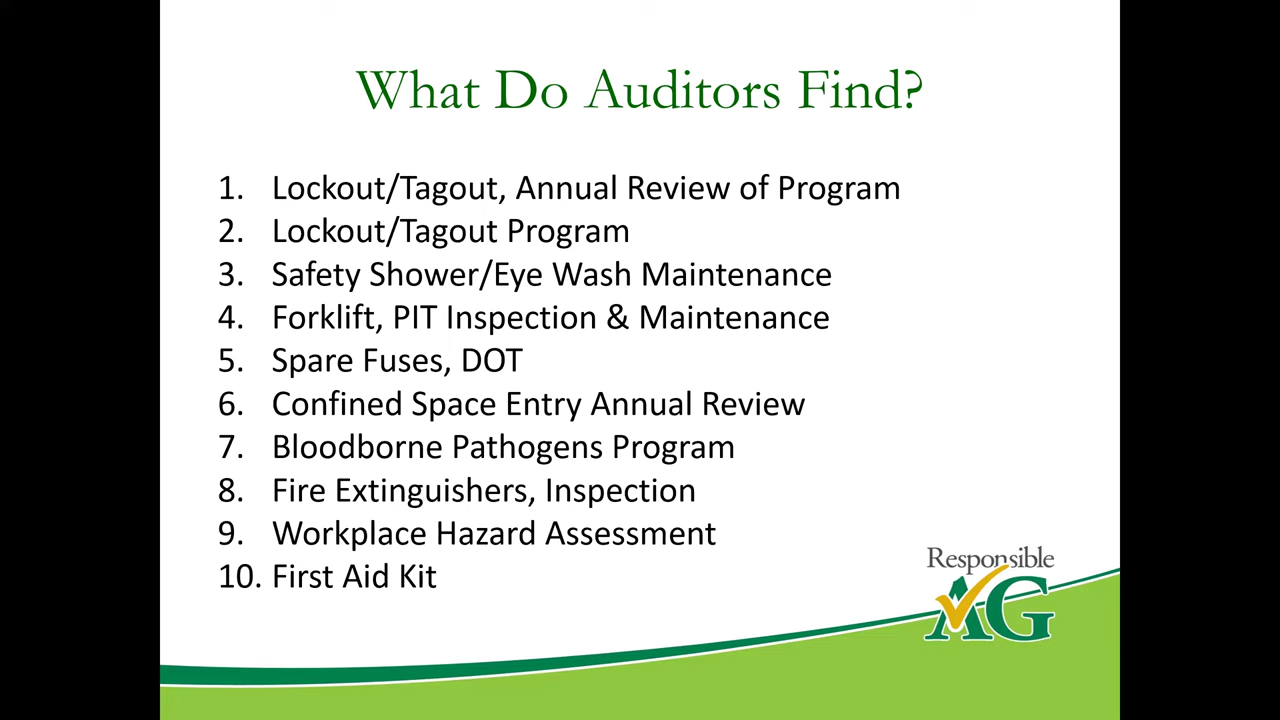 What Do Auditors Find?
1. Lockout/Tagout, Annual Review of Program
2. Lockout/Tagout Program
3. Safety Shower/Eye Wash Maintenance
4. Forklift, PIT Inspection & Maintenance
5. Spare Fuses, DOT
6. Confined Space Entry Annual Review
7. Bloodborne Pathogens Program
8. Fire Extinguishers, Inspection
9. Workplace Hazard Assessment
10. First Aid Kit
Responsible
AG